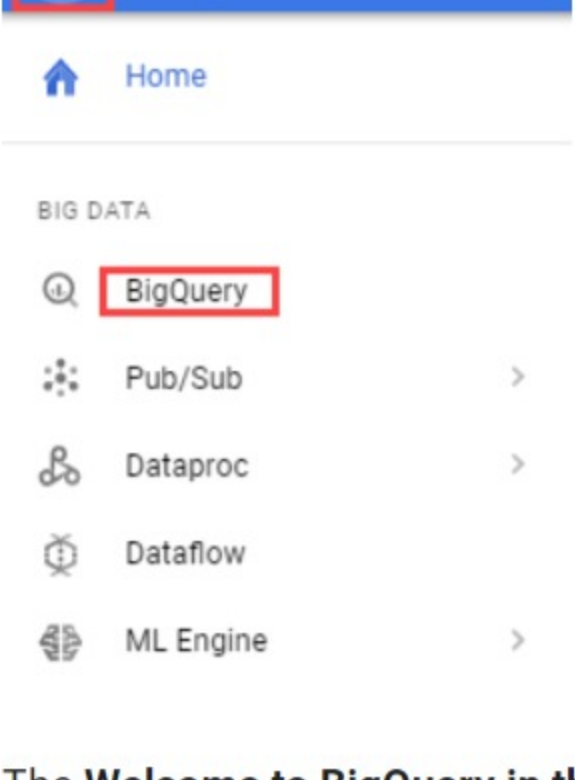 Home
BIG DATA
BigQuery
Pub/Sub
Dataproc
Dataflow
ML Engine
The Welcome to BigQuery in